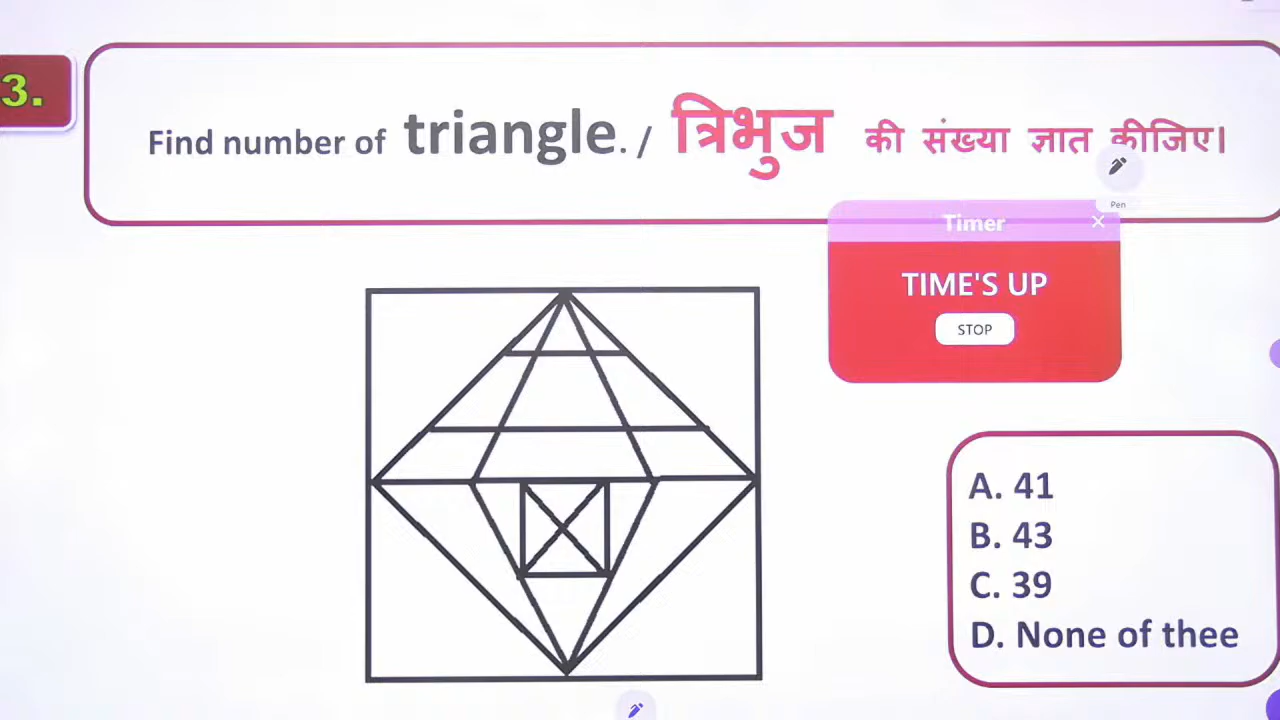 3.
Find number of triangle. / त्रिभुज की संख्या ज्ञात कीजिए।
Pen
Timer ×
TIME'S UP
STOP
A. 41
B. 43
C. 39
D. None of thee